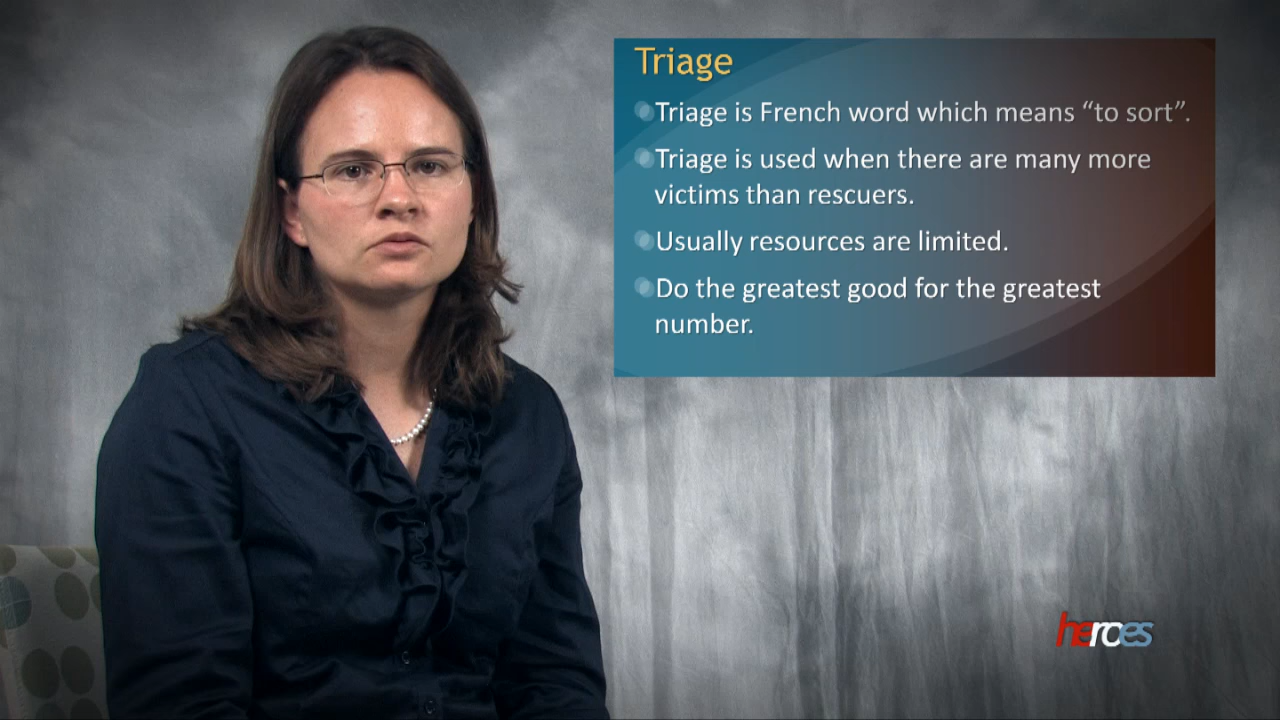 Triage
Triage is French word which means “to sort”.
Triage is used when there are many more
victims than rescuers.
Usually resources are limited.
Do the greatest good for the greatest
number.
heroes